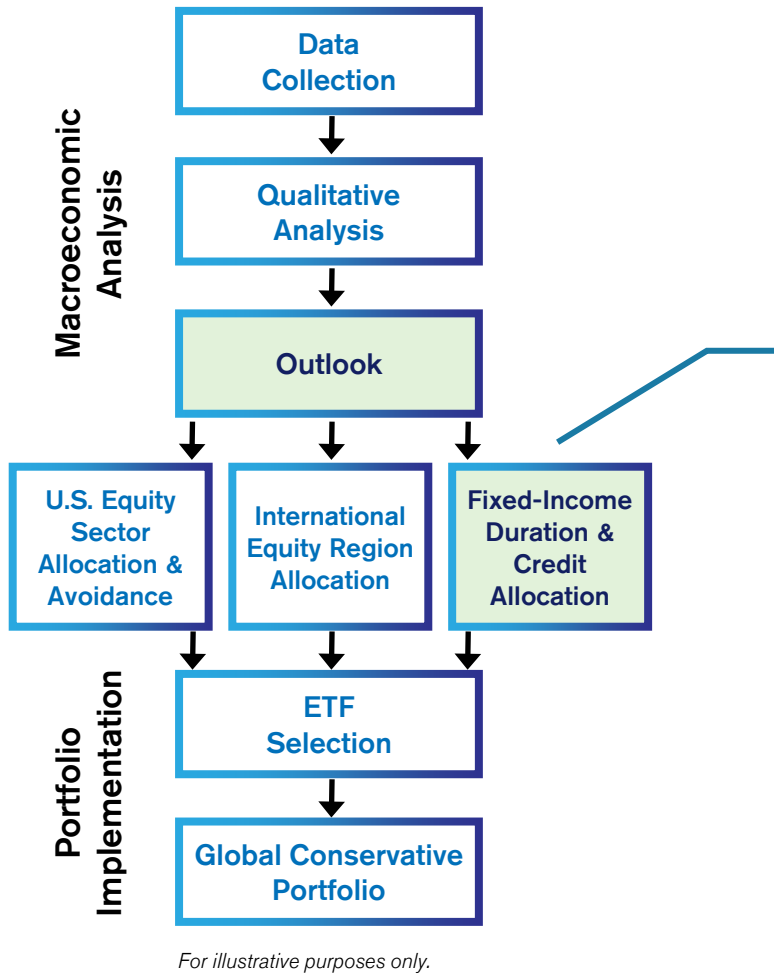 Macroeconomic
Analysis
Data
Collection
Qualitative
Analysis
Outlook
U.S. Equity
Sector
Allocation &
Avoidance
International
Equity Region
Allocation
Fixed-Income
Duration &
Credit
Allocation
Portfolio
Implementation
ETF
Selection
Global Conservative
Portfolio
For illustrative purposes only.